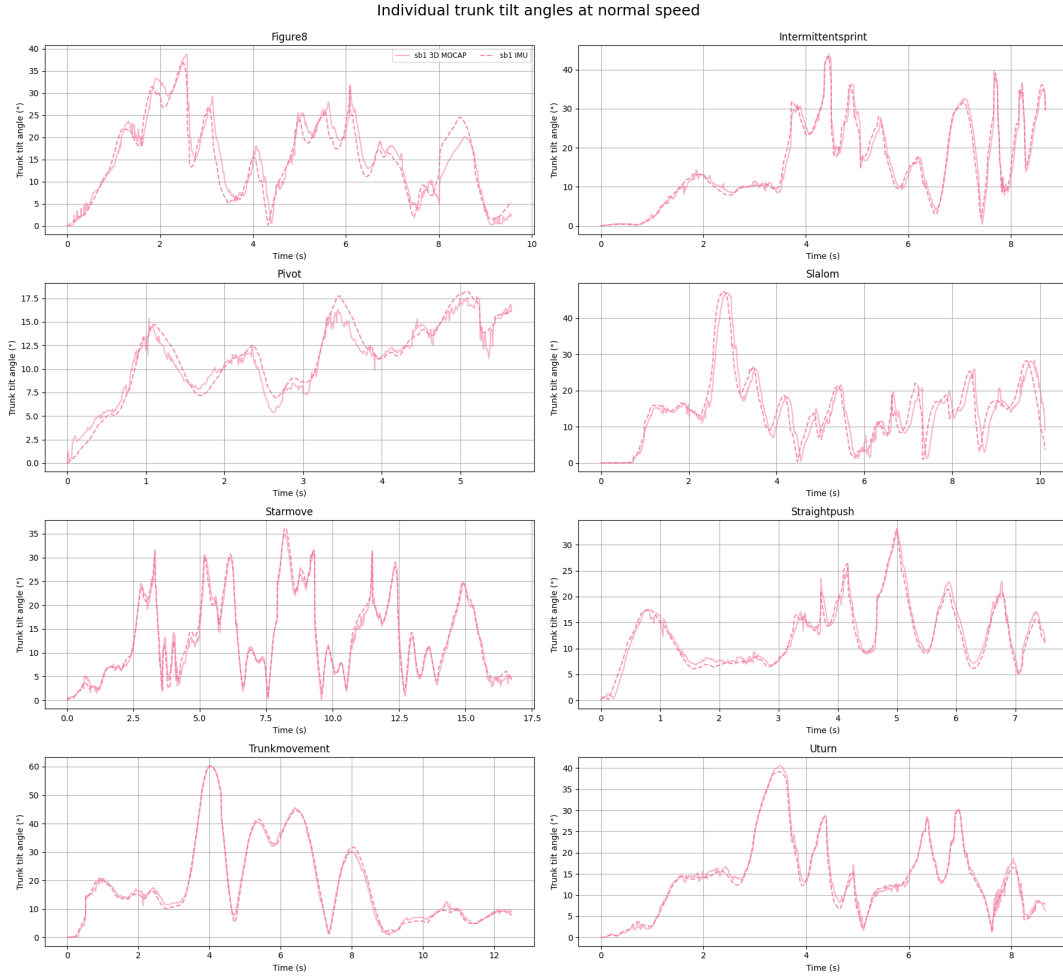 Individual trunk tilt angles at normal speed
Figure8
sb1 3D MOCAP
sb1 IMU
Trunk tilt angle (°)
40
35
30
25
20
15
10
5
0
0 2 4 6 8 10
Time (s)
Intermittentsprint
Trunk tilt angle (°)
40
30
20
10
0
0 2 4 6 8
Time (s)
Pivot
Trunk tilt angle (°)
17.5
15.0
12.5
10.0
7.5
5.0
2.5
0.0
0 1 2 3 4 5
Time (s)
Slalom
Trunk tilt angle (°)
40
30
20
10
0
0 2 4 6 8 10
Time (s)
Starmove
Trunk tilt angle (°)
35
30
25
20
15
10
5
0
0.0 2.5 5.0 7.5 10.0 12.5 15.0 17.5
Time (s)
Straightpush
Trunk tilt angle (°)
30
25
20
15
10
5
0
0 1 2 3 4 5 6 7
Time (s)
Trunkmovement
Trunk tilt angle (°)
60
50
40
30
20
10
0
0 2 4 6 8 10 12
Time (s)
Uturn
Trunk tilt angle (°)
40
35
30
25
20
15
10
5
0
0 2 4 6 8
Time (s)